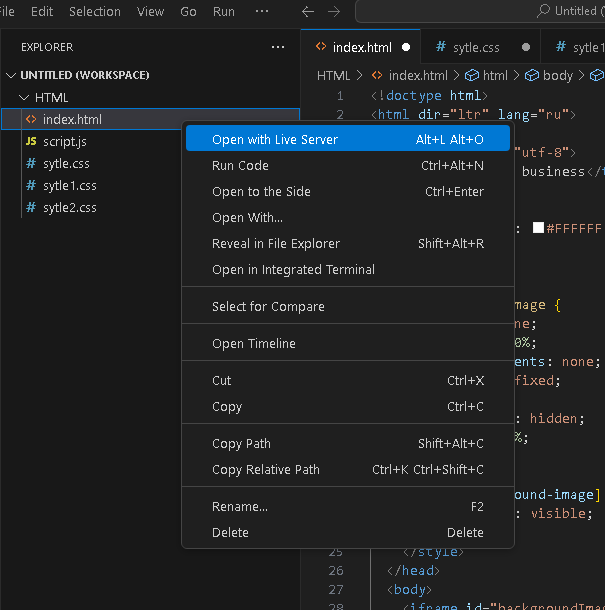 File Edit Selection View Go Run ··· Untitled (
EXPLORER ···
UNTITLED (WORKSPACE)
HTML
<> index.html
JS script.js
# sytle.css
# sytle1.css
# sytle2.css
<> index.html # sytle.css # sytle1
HTML > <> index.html > html > body >
1 <!doctype html>
2 <html dir="ltr" lang="ru">
"utf-8">
business</t
: #FFFFFF
mage {
ne;
0%;
ents: none;
fixed;
: hidden;
%;
ound-image]
: visible;
25 </style>
26 </head>
27 <body>
28 <iframe id="backgroundIma
Open with Live Server Alt+L Alt+O
Run Code Ctrl+Alt+N
Open to the Side Ctrl+Enter
Open With...
Reveal in File Explorer Shift+Alt+R
Open in Integrated Terminal
Select for Compare
Open Timeline
Cut Ctrl+X
Copy Ctrl+C
Copy Path Shift+Alt+C
Copy Relative Path Ctrl+K Ctrl+Shift+C
Rename... F2
Delete Delete